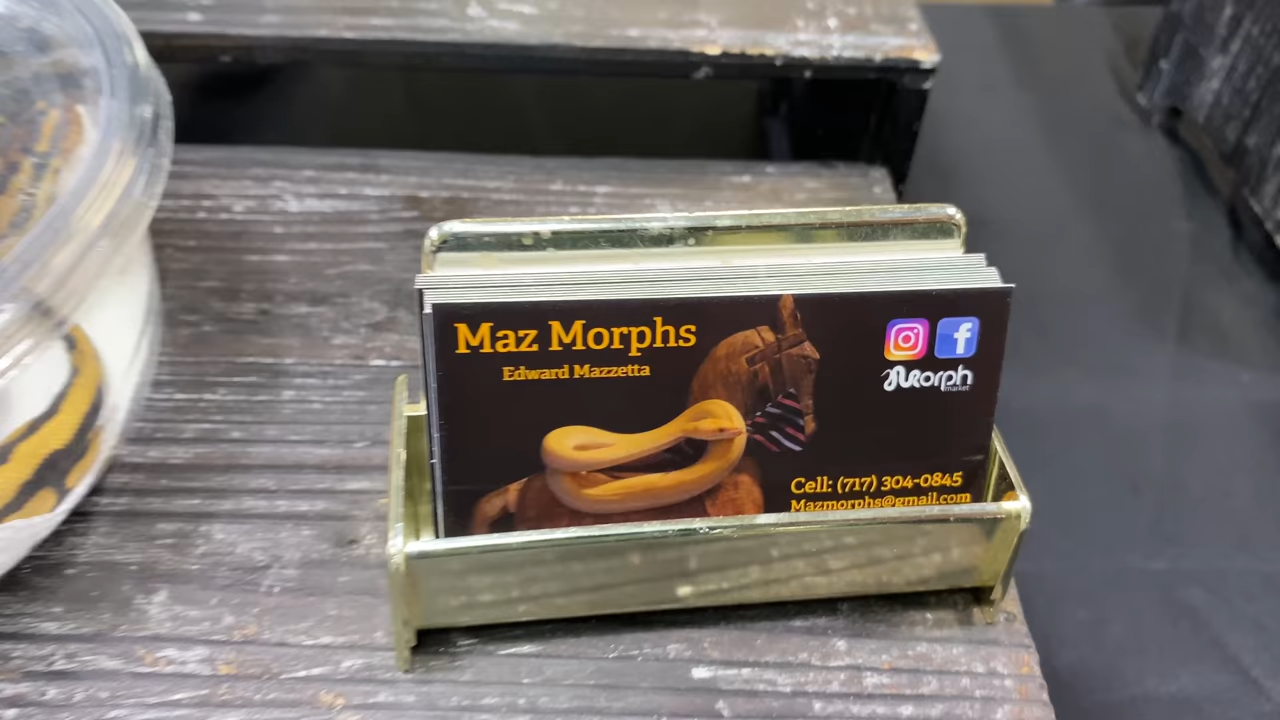 Maz Morphs
Edward Mazzetta
Morph
market
Cell: (717) 304-0845
Mazmorphs@gmail.com